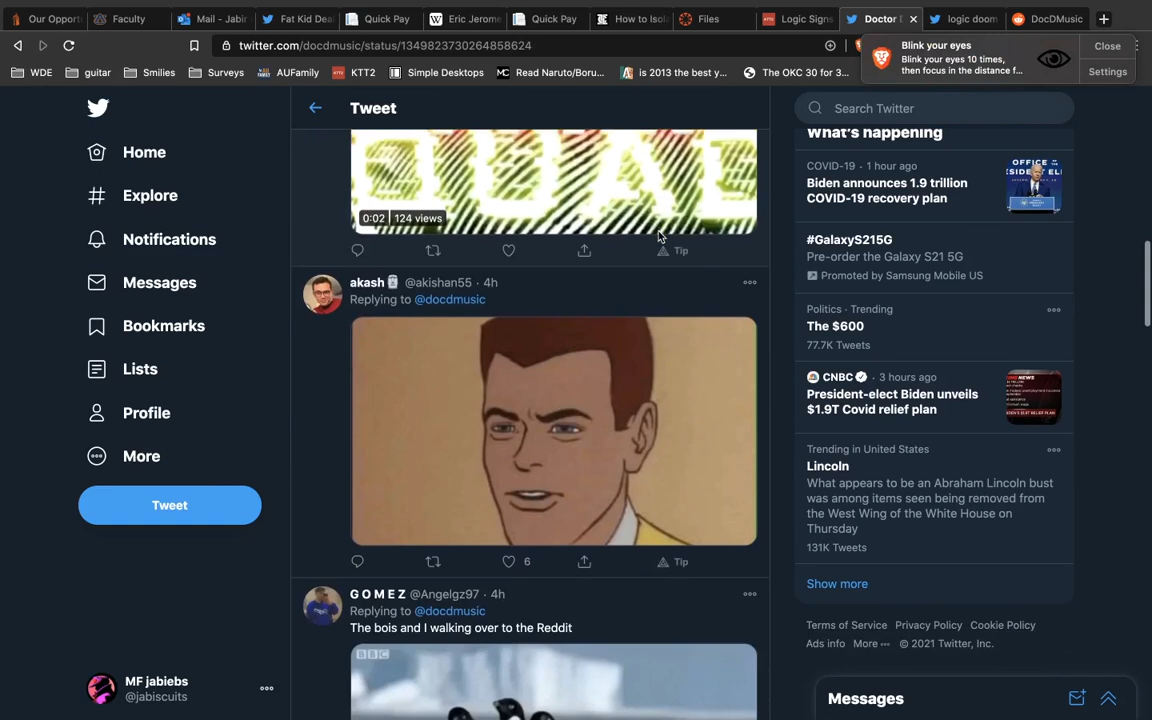 Our Opport
Faculty
Mail - Jabir
Fat Kid Dea
Quick Pay
Eric Jerome
Quick Pay
How to Isola
Files
Logic Signs
Doctor D
logic doom
DocDMusic
twitter.com/docdmusic/status/1349823730264858624
Blink your eyes
Blink your eyes 10 times,
then focus in the distance f...
Close
Settings
WDE
guitar
Smilies
Surveys
AUFamily
KTT2
Simple Desktops
Read Naruto/Boru...
is 2013 the best y...
The OKC 30 for 3...
Home
Explore
Notifications
Messages
Bookmarks
Lists
Profile
More
Tweet
MF jabiebs
@jabiscuits
Tweet
0:02 124 views
Tip
akash @akishan55 · 4h
Replying to @docdmusic
6
Tip
G O M E Z @Angelgz97 · 4h
Replying to @docdmusic
The bois and I walking over to the Reddit
BBC
Search Twitter
What's happening
COVID-19 · 1 hour ago
Biden announces 1.9 trillion
COVID-19 recovery plan
OFFICE
#GalaxyS215G
Pre-order the Galaxy S21 5G
Promoted by Samsung Mobile US
Politics · Trending
The $600
77.7K Tweets
CNBC · 3 hours ago
President-elect Biden unveils
$1.9T Covid relief plan
Trending in United States
Lincoln
What appears to be an Abraham Lincoln bust
was among items seen being removed from
the West Wing of the White House on
Thursday
131K Tweets
Show more
Terms of Service Privacy Policy Cookie Policy
Ads info More © 2021 Twitter, Inc.
Messages